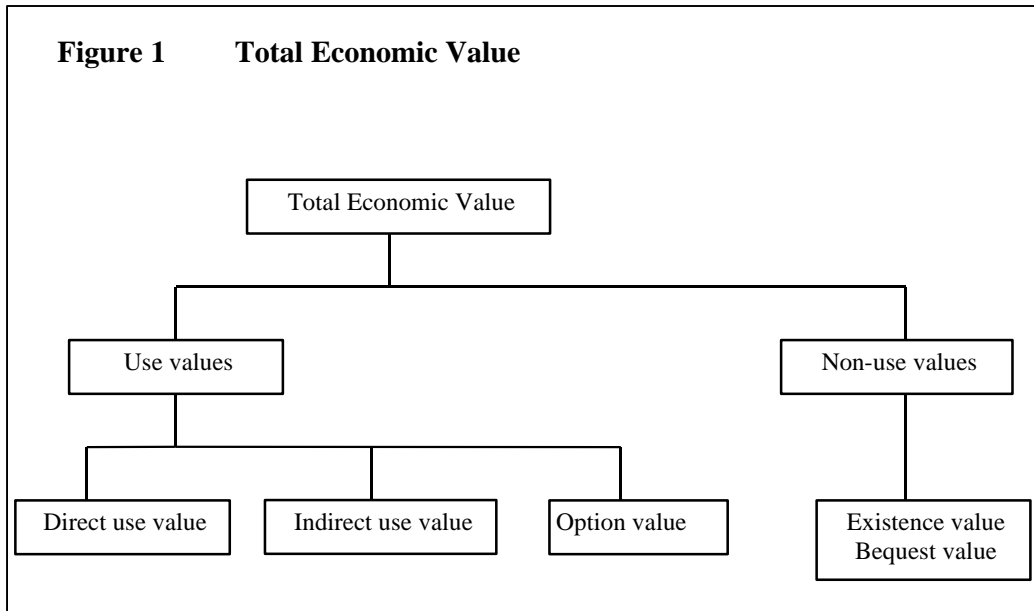 Figure 1 Total Economic Value
Total Economic Value
Use values
Non-use values
Direct use value
Indirect use value
Option value
Existence value
Bequest value